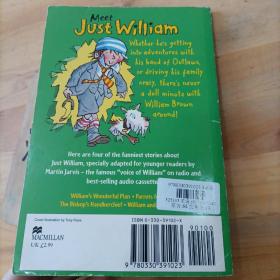 Meet
Just William
Whether he's getting
into adventures with
his band of Outlaws,
or driving his family
crazy, there's never
a dull minute with
William Brown
around!
Here are four of the funniest stories about
Just William, specially adapted for younger readers by
Martin Jarvis – the famous "voice of William" on radio and
best-selling audio cassettes
William's Wonderful Plan • Parrots
The Bishop's Handkerchief • William and
Cover illustration by Tony Ross
MACMILLAN
UK £2.99
ISBN 0-330-39102-X
90100
9 780330 391023